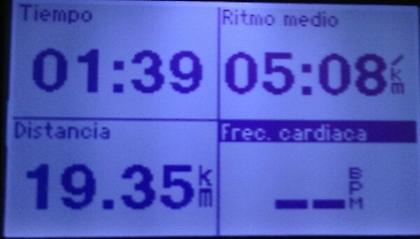 Tiempo
Ritmo medio
01:39
05:08/km
Distancia
Frec. cardiaca
19.35 km
-- BPM